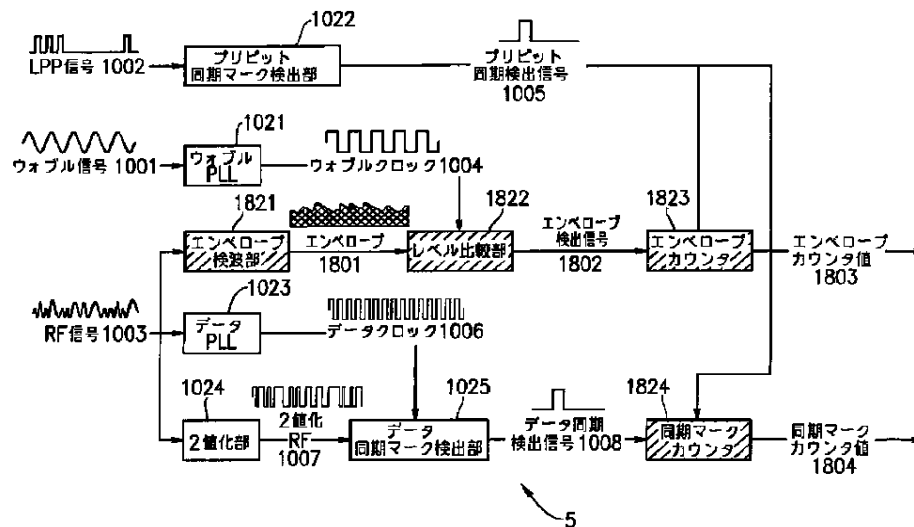 1022
LPP信号 1002
プリピット
同期マーク検出部
プリピット
同期検出信号
1005
1021
ウォブル信号 1001
ウォブル
PLL
ウォブルクロック 1004
1821
1822
1823
エンベロープ
検波部
エンベロープ
1801
レベル比較部
エンベロープ
検出信号
1802
エンベロープ
カウンタ
エンベロープ
カウンタ値
1803
1023
RF信号 1003
データ
PLL
データクロック 1006
1024
1025
1824
2値化部
2値化
RF
1007
データ
同期マーク検出部
データ同期
検出信号 1008
同期マーク
カウンタ
同期マーク
カウンタ値
1804
5